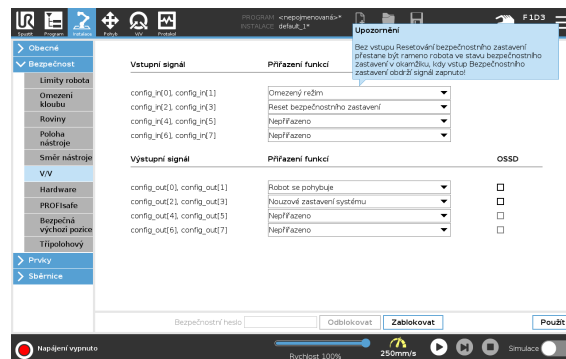 PROGRAM <nepojmenovaná>*
INSTALACE default_1*
F1D3
Spustit Program Instalace Pohyb V/V Protokol
Upozornění
Bez vstupu Resetování bezpečnostního zastavení
přestane být rameno robota ve stavu bezpečnostního
zastavení v okamžiku, kdy vstup Bezpečnostního
zastavení obdrží signál zapnuto!
Obecné
Bezpečnost
Limity robota
Omezení
kloubu
Roviny
Poloha
nástroje
Směr nástroje
V/V
Hardware
PROFIsafe
Bezpečná
výchozí pozice
Třípolohový
Prvky
Sběrnice
Vstupní signál Přiřazení funkcí
config_in[0], config_in[1] Omezený režim
config_in[2], config_in[3] Reset bezpečnostního zastavení
config_in[4], config_in[5] Nepřiřazeno
config_in[6], config_in[7] Nepřiřazeno
Výstupní signál Přiřazení funkcí OSSD
config_out[0], config_out[1] Robot se pohybuje
config_out[2], config_out[3] Nouzové zastavení systému
config_out[4], config_out[5] Nepřiřazeno
config_out[6], config_out[7] Nepřiřazeno
Bezpečnostní heslo Odblokovat Zablokovat Použít
Napájení vypnuto Rychlost 100% 250mm/s Simulace